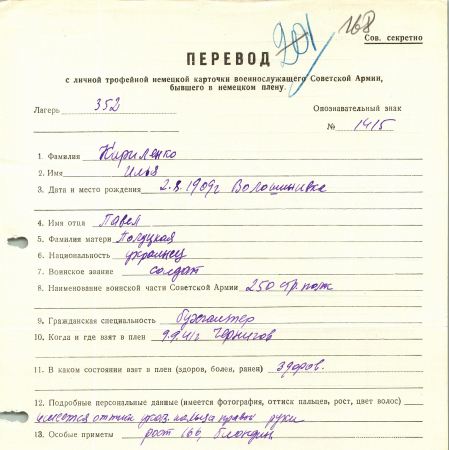 201 168
Сов. секретно
ПЕРЕВОД
с личной трофейной немецкой карточки военнослужащего Советской Армии,
бывшего в немецком плену.
Лагерь 352 Опознавательный знак
№ 1415
1. Фамилия Кириленко
2. Имя Илья
3. Дата и место рождения 2.8.1909г Волошиновка
4. Имя отца Павел
5. Фамилия матери
6. Национальность украинец
7. Воинское звание солдат
8. Наименование воинской части Советской Армии 250 стр. полк
9. Гражданская специальность бухгалтер
10. Когда и где взят в плен 9.9.41г Чернигов
11. В каком состоянии взят в плен (здоров, болен, ранен) здоров.
12. Подробные персональные данные (имеется фотография, оттиск пальцев, рост, цвет волос)
имеется оттиск указ. пальца правой руки
13. Особые приметы рост 166, блондин